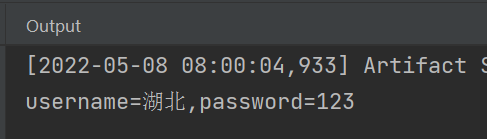 Output
[2022-05-08 08:00:04,933] Artifact
username=湖北,password=123